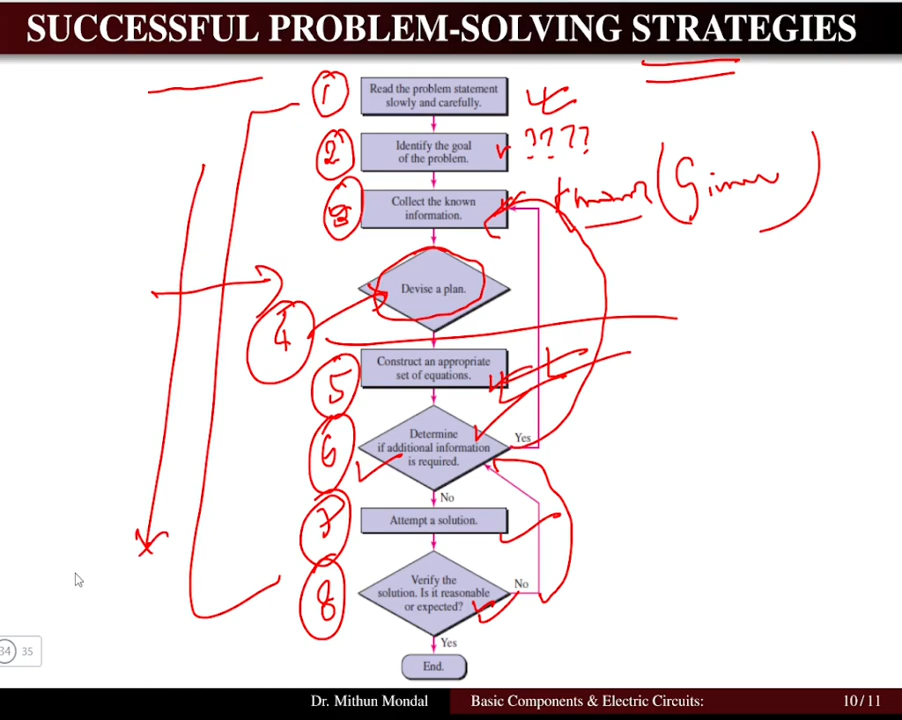 SUCCESSFUL PROBLEM-SOLVING STRATEGIES
1
Read the problem statement
slowly and carefully.
2
Identify the goal
of the problem.
????
3
Collect the known
information.
(Given)
Devise a plan.
4
5
Construct an appropriate
set of equations.
6
Determine
if additional information
is required.
Yes
No
7
Attempt a solution.
8
Verify the
solution. Is it reasonable
or expected?
No
Yes
End.
34 35
Dr. Mithun Mondal
Basic Components & Electric Circuits:
10 / 11